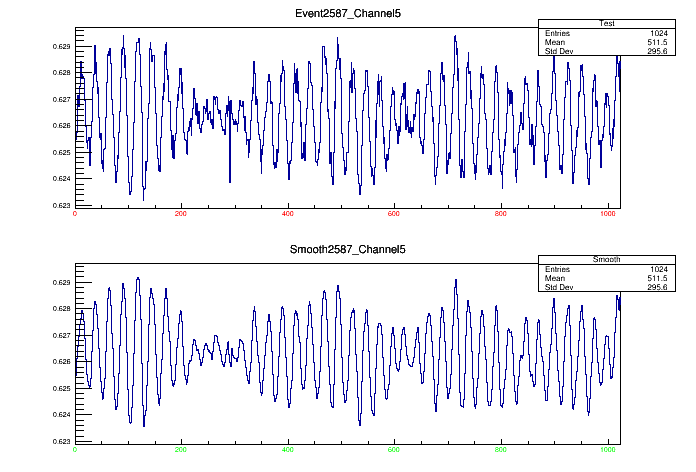 Event2587_Channel5
Test
Entries 1024
Mean 511.5
Std Dev 295.6
0.629
0.628
0.627
0.626
0.625
0.624
0.623
0 200 400 600 800 1000
Smooth2587_Channel5
Smooth
Entries 1024
Mean 511.5
Std Dev 295.6
0.629
0.628
0.627
0.626
0.625
0.624
0.623
0 200 400 600 800 1000